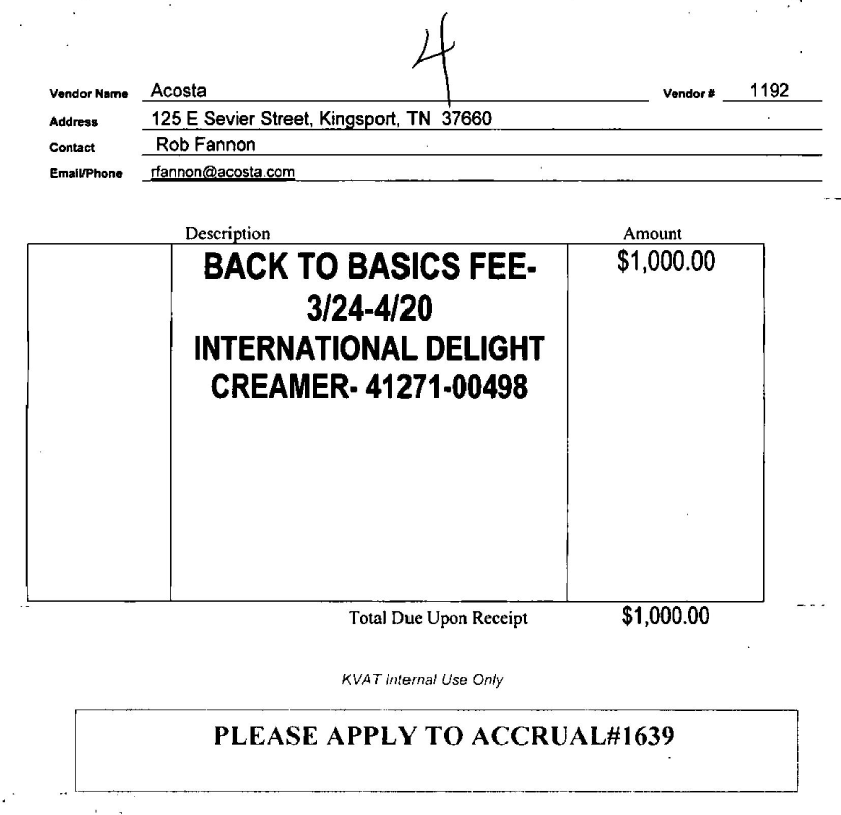 4
Vendor Name Acosta Vendor # 1192
Address 125 E Sevier Street, Kingsport, TN 37660
Contact Rob Fannon
Email/Phone rfannon@acosta.com
Description Amount
BACK TO BASICS FEE- $1,000.00
3/24-4/20
INTERNATIONAL DELIGHT
CREAMER- 41271-00498
Total Due Upon Receipt $1,000.00
KVAT Internal Use Only
PLEASE APPLY TO ACCRUAL#1639